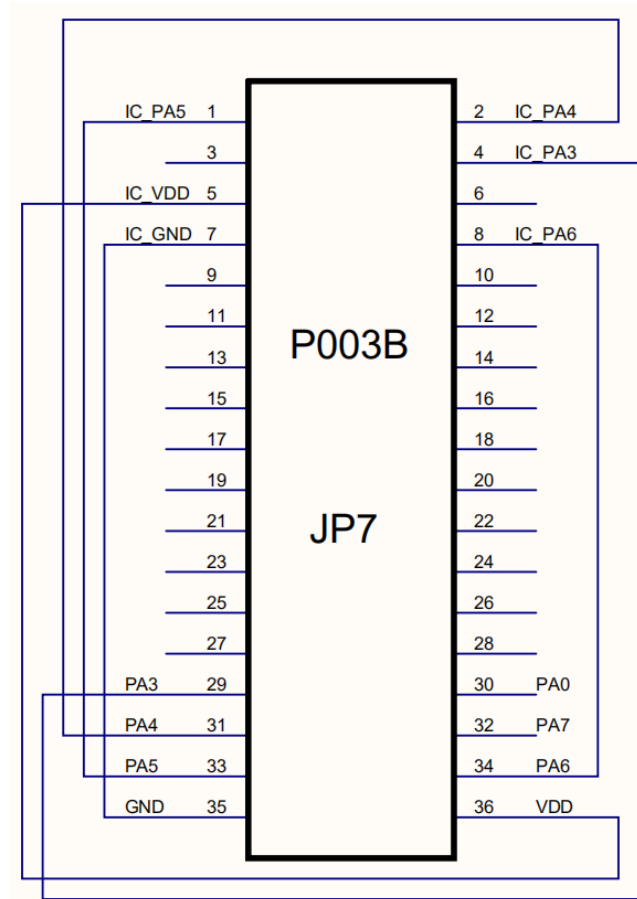 IC_PA5 1 2 IC_PA4
3 4 IC_PA3
IC_VDD 5 6
IC_GND 7 8 IC_PA6
9 10
11 12
P003B
13 14
15 16
17 18
19 20
JP7
21 22
23 24
25 26
27 28
PA3 29 30 PA0
PA4 31 32 PA7
PA5 33 34 PA6
GND 35 36 VDD